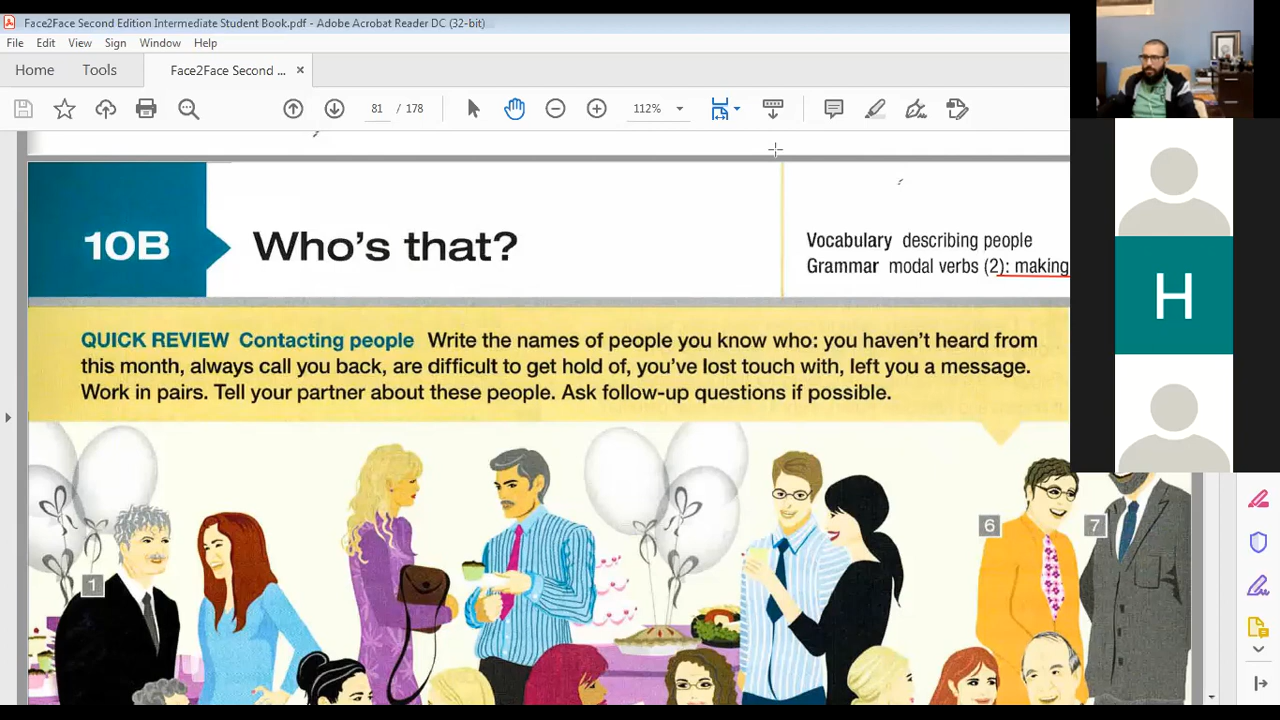 Face2Face Second Edition Intermediate Student Book.pdf - Adobe Acrobat Reader DC (32-bit)
File Edit View Sign Window Help
Home Tools Face2Face Second ... ×
81 / 178 112%
10B Who's that?
Vocabulary describing people
Grammar modal verbs (2): making
QUICK REVIEW Contacting people Write the names of people you know who: you haven't heard from
this month, always call you back, are difficult to get hold of, you've lost touch with, left you a message.
Work in pairs. Tell your partner about these people. Ask follow-up questions if possible.
H
6
7
1